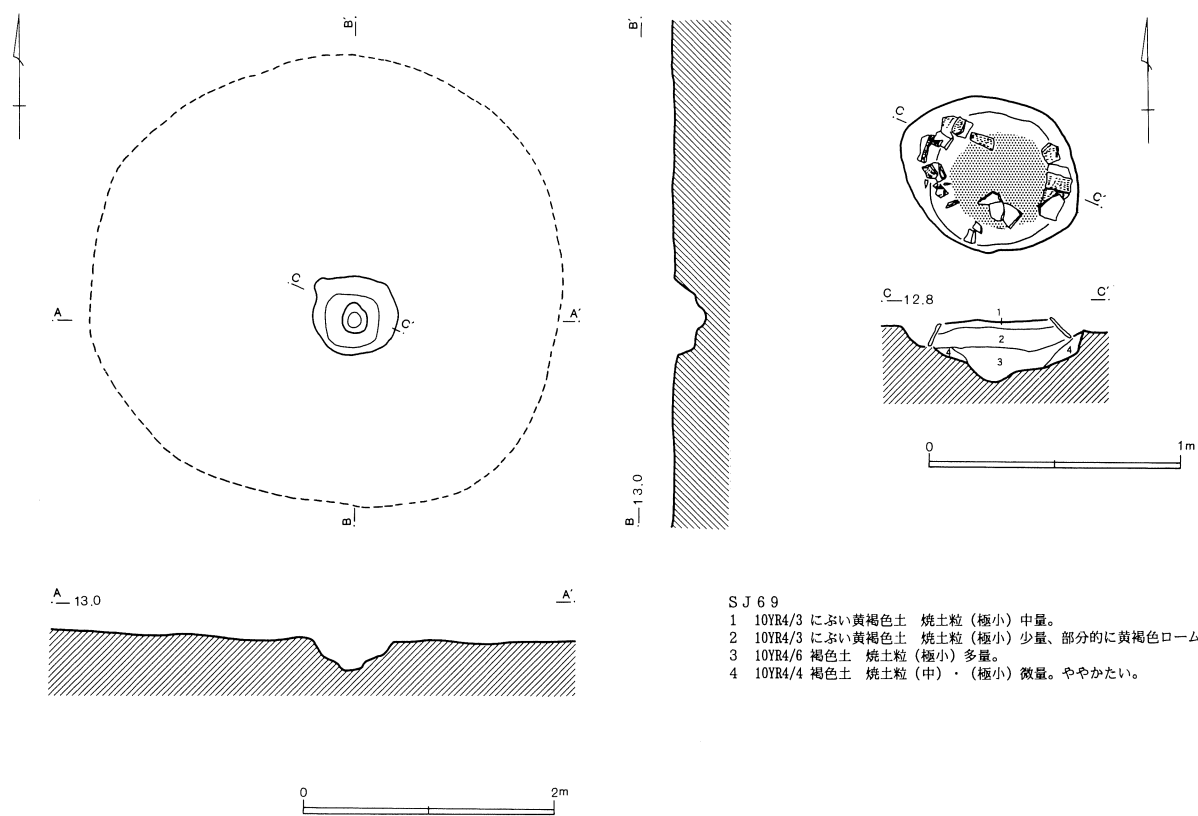 B′
B′
A
A′
C
C′
B
B—13.0
C
C′
C—12.8
C′
1
2
3
4
4
0
1m
A—13.0
A′
0
2m
SJ69
1 10YR4/3 にぶい黄褐色土 焼土粒（極小）中量。
2 10YR4/3 にぶい黄褐色土 焼土粒（極小）少量、部分的に黄褐色ローム
3 10YR4/6 褐色土 焼土粒（極小）多量。
4 10YR4/4 褐色土 焼土粒（中）・（極小）微量。ややかたい。